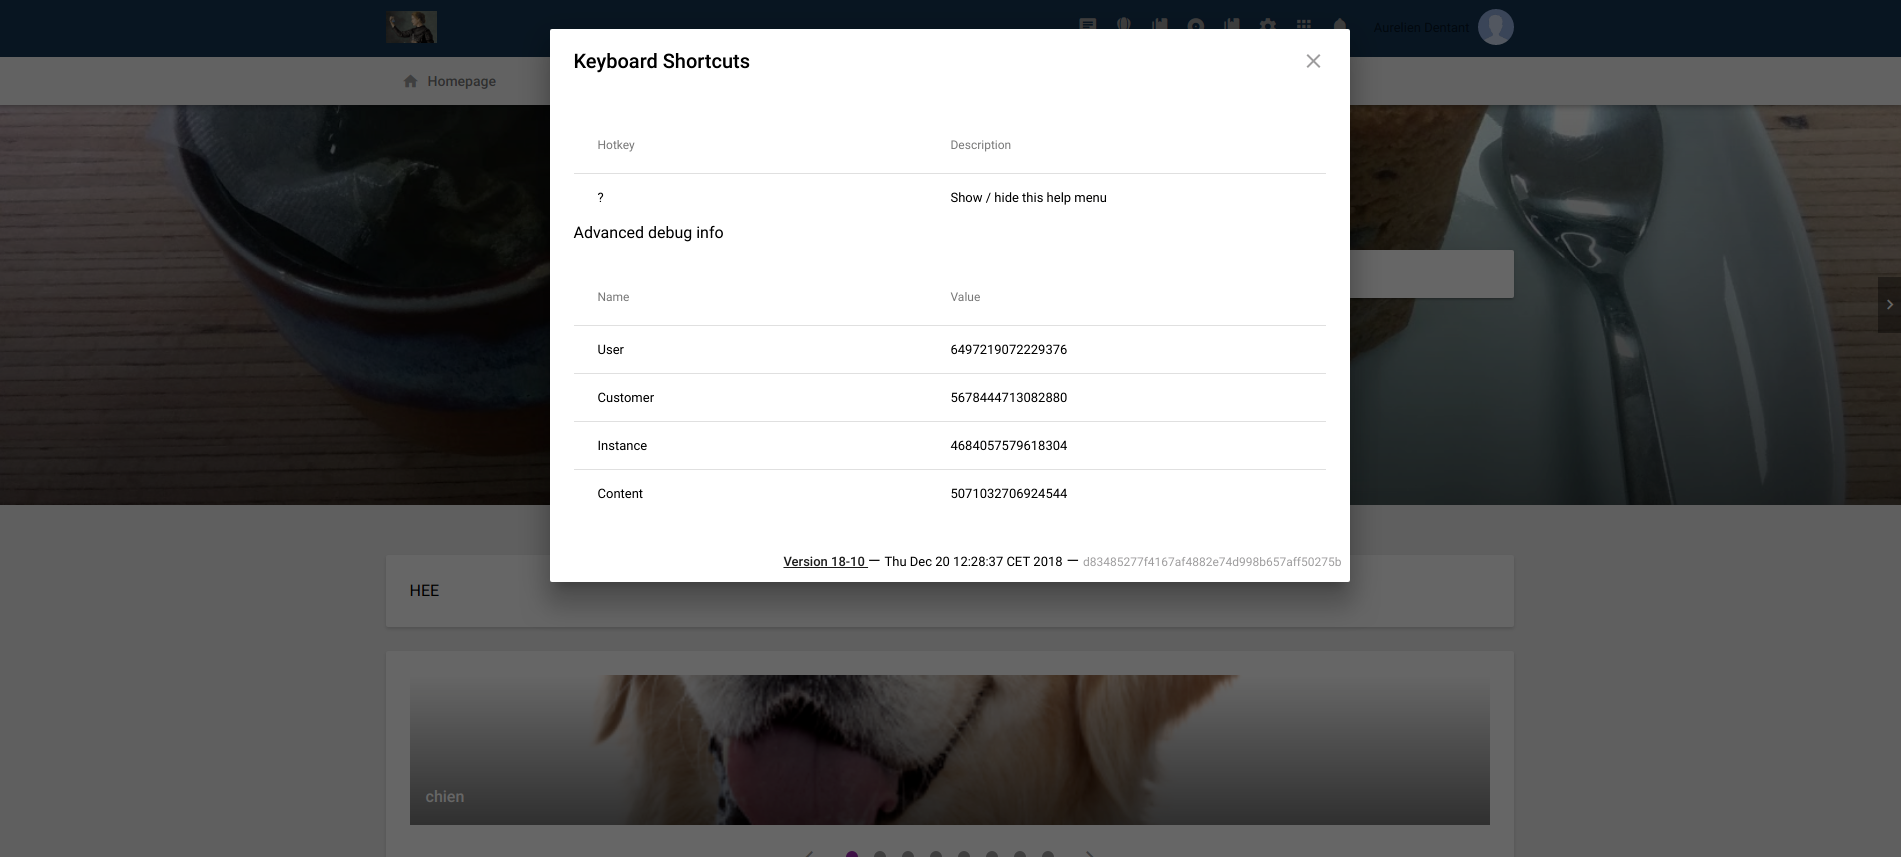 Aurelien Dentant
Keyboard Shortcuts
Homepage
Hotkey Description
? Show / hide this help menu
Advanced debug info
Name Value
User 6497219072229376
Customer 5678444713082880
Instance 4684057579618304
Content 5071032706924544
Version 18-10 — Thu Dec 20 12:28:37 CET 2018 — d83485277f4167af4882e74d998b657aff50275b
HEE
chien